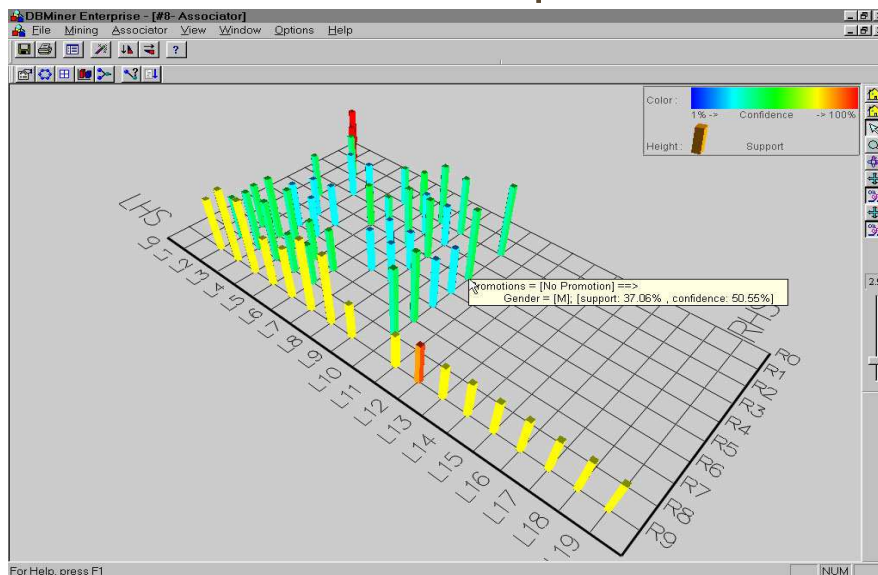 DBMiner Enterprise - [#8- Associator]
File Mining Associator View Window Options Help
Color :
1% -> Confidence -> 100%
Height : Support
LHS
L2
L3
L4
L5
L6
L7
L8
L9
L10
L11
L12
L13
L14
L15
L16
L17
L18
L19
Promotions = [No Promotion] ==>
Gender = [M]; [support: 37.06% , confidence: 50.55%]
RHS
R0
R1
R2
R3
R4
R5
R6
R7
R8
R9
For Help, press F1
NUM